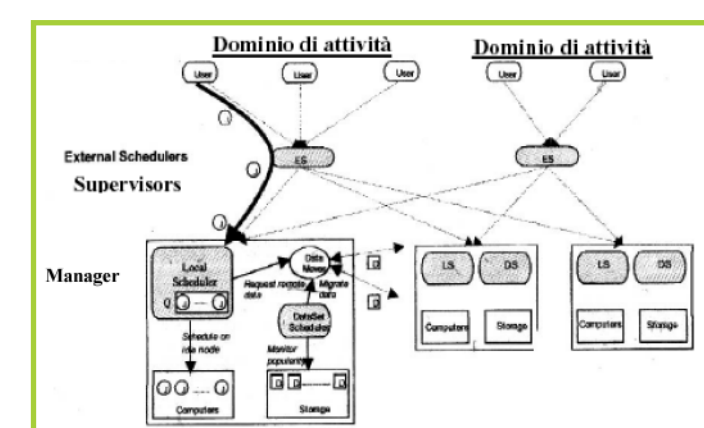 Dominio di attività
Dominio di attività
User
User
User
User
User
External Schedulers
Supervisors
ES
ES
Manager
Local
Scheduler
Q
Data
Mover
Request remote
data
Migrate
data
DataSet
Scheduler
Schedule on
idle node
Monitor
popularity
Computers
Storage
LS
DS
Computers
Storage
LS
DS
Computers
Storage